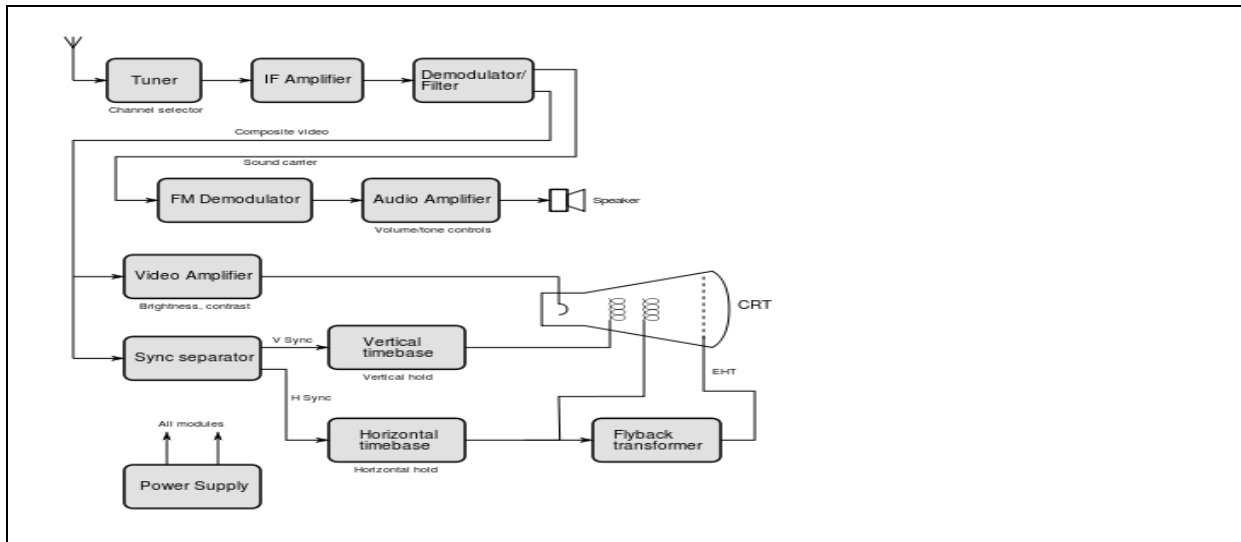 Tuner
Channel selector
IF Amplifier
Demodulator/
Filter
Composite video
Sound carrier
FM Demodulator
Audio Amplifier
Volume/tone controls
Speaker
Video Amplifier
Brightness, contrast
CRT
Sync separator
V Sync
Vertical
timebase
Vertical hold
EHT
H Sync
All modules
Horizontal
timebase
Horizontal hold
Flyback
transformer
Power Supply